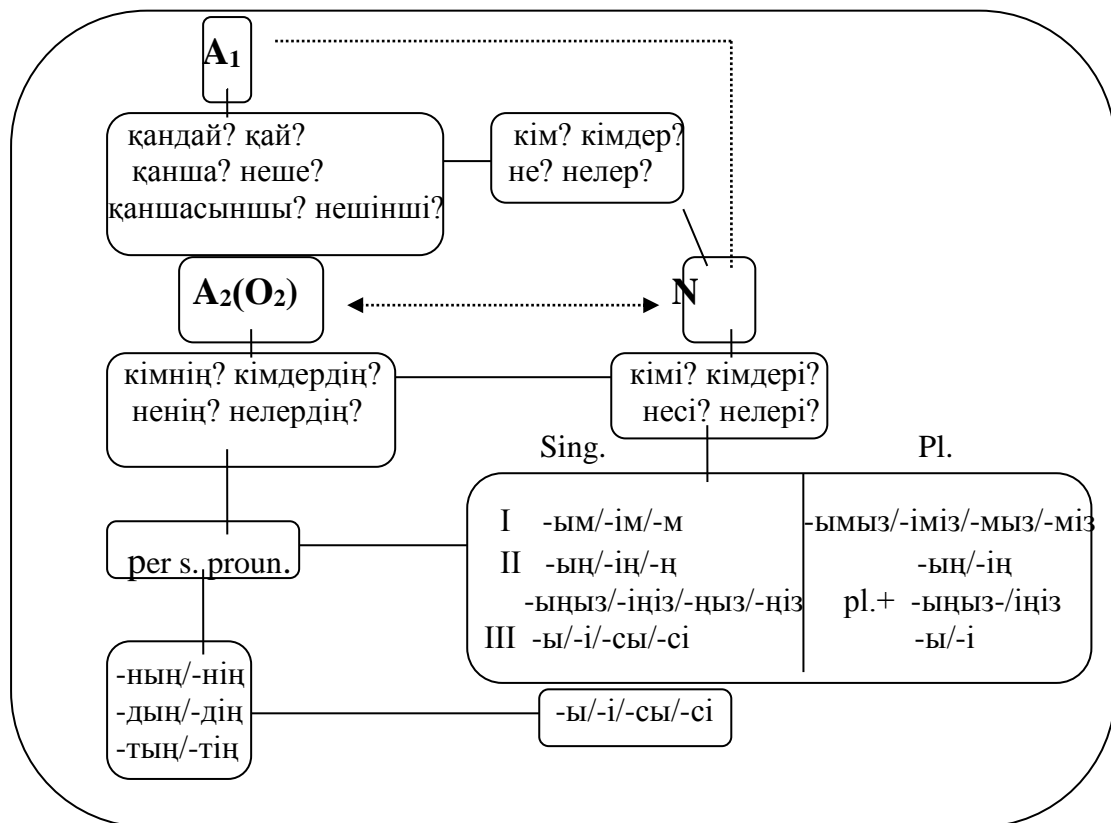 A₁
қандай? қай?
қанша? неше?
қаншасыншы? нешінші?
кім? кімдер?
не? нелер?
A₂(O₂)
N
кімнің? кімдердің?
ненің? нелердің?
кімі? кімдері?
несі? нелері?
Sing. Pl.
I -ым/-ім/-м -ымыз/-іміз/-мыз/-міз
II -ың/-ің/-ң -ың/-ің
-ыңыз/-іңіз/-ңыз/-ңіз pl.+ -ыңыз-/іңіз
III -ы/-і/-сы/-сі -ы/-і
per s. proun.
-ның/-нің
-дың/-дің
-тың/-тің
-ы/-і/-сы/-сі